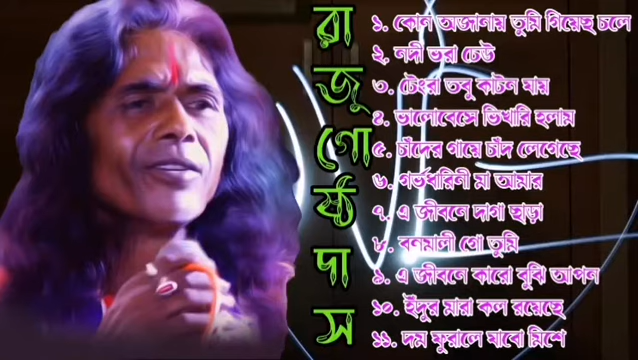 রাজু গোষ্ঠ দাস
১. কোন অজানায় তুমি গিয়েছ চলে
২. নদী ভরা ঢেউ
৩. টেংরা তবু কাটন যায়
৪. ভালোবেসে ভিখারি হলাম
৫. চাঁদের গায়ে চাঁদ লেগেছে
৬. গর্ভধারিনী মা আমার
৭. এ জীবনে দাগা ছাড়া
৮. বনমালী গো তুমি
৯. এ জীবনে কারো বুঝি আপন
১০. ইঁদুর মারা কল রয়েছে
১১. দম ফুরালে যাবো মিশে